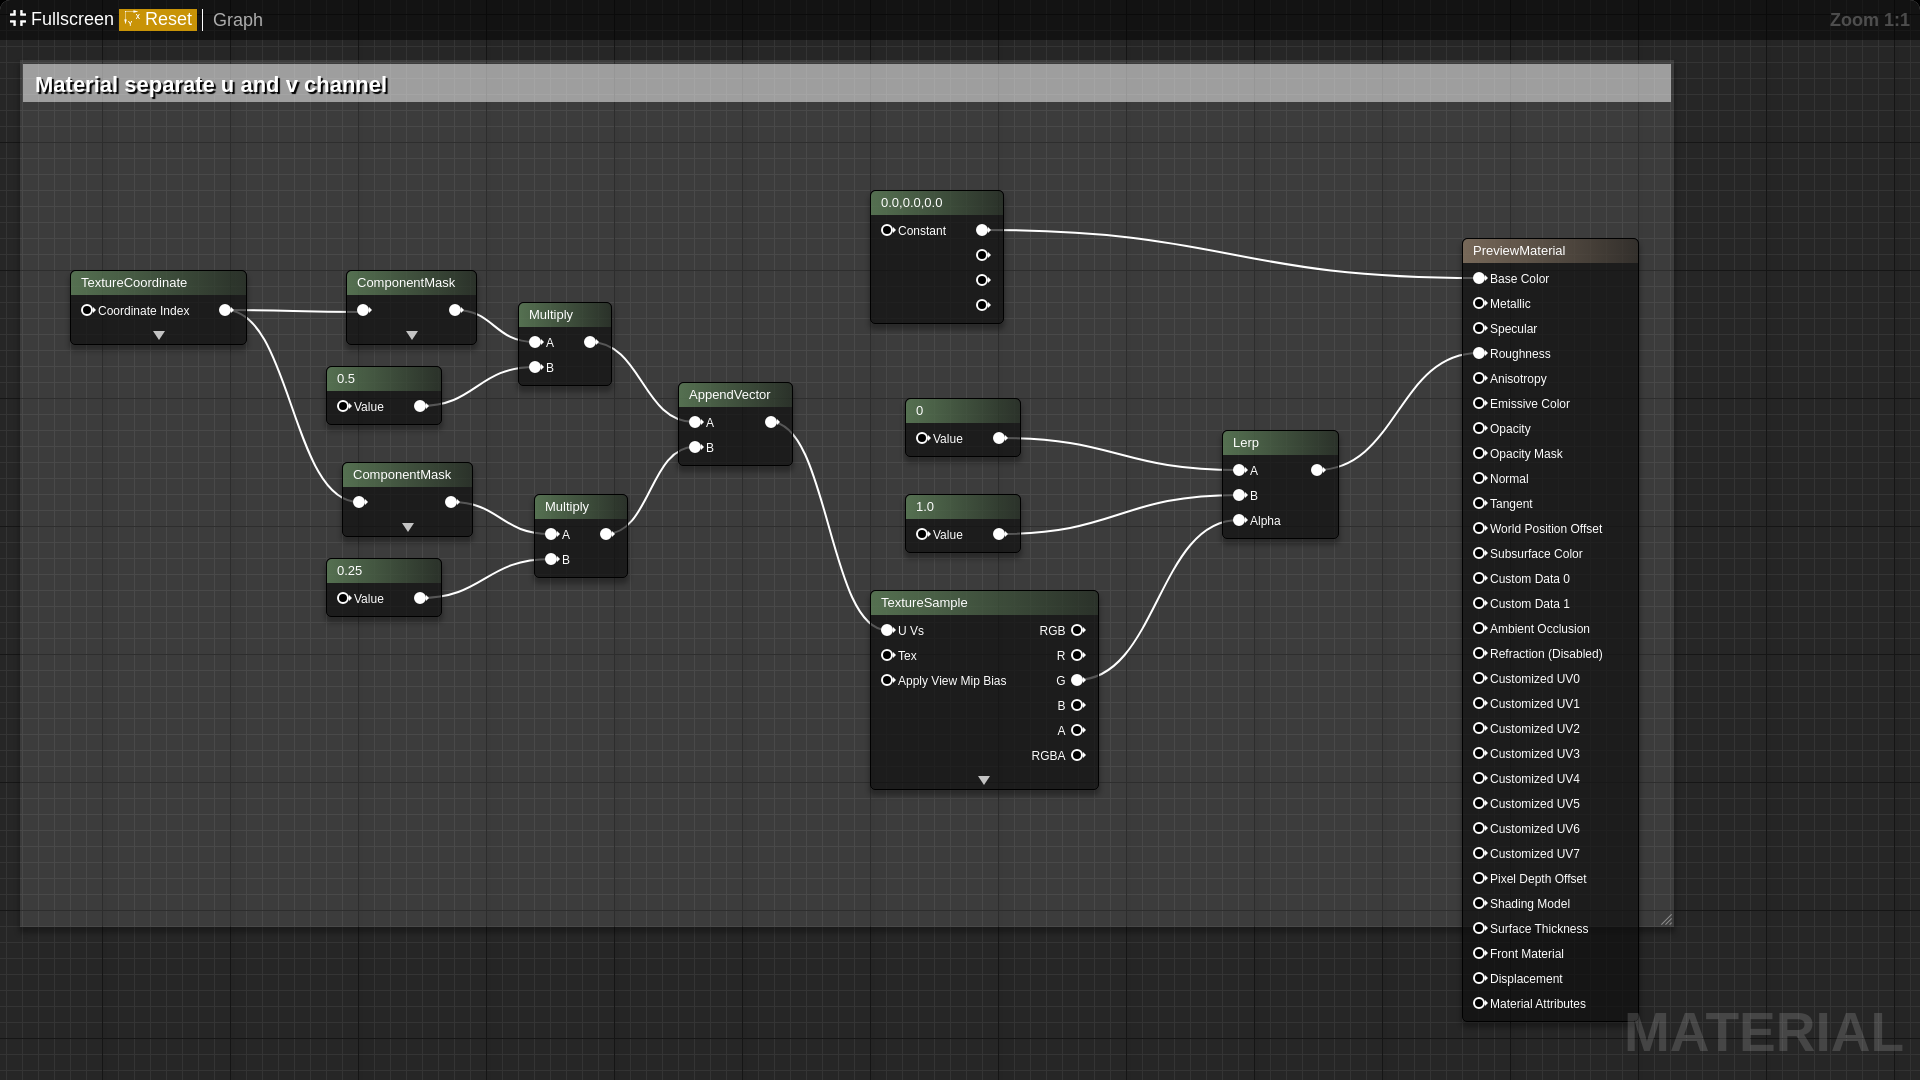 Fullscreen Reset Graph
Zoom 1:1
Material separate u and v channel
TextureCoordinate
Coordinate Index
ComponentMask
0.5
Value
Multiply
A
B
ComponentMask
0.25
Value
Multiply
A
B
AppendVector
A
B
0.0,0.0,0.0
Constant
0
Value
1.0
Value
TextureSample
U Vs RGB
Tex R
Apply View Mip Bias G
B
A
RGBA
Lerp
A
B
Alpha
PreviewMaterial
Base Color
Metallic
Specular
Roughness
Anisotropy
Emissive Color
Opacity
Opacity Mask
Normal
Tangent
World Position Offset
Subsurface Color
Custom Data 0
Custom Data 1
Ambient Occlusion
Refraction (Disabled)
Customized UV0
Customized UV1
Customized UV2
Customized UV3
Customized UV4
Customized UV5
Customized UV6
Customized UV7
Pixel Depth Offset
Shading Model
Surface Thickness
Front Material
Displacement
Material Attributes
MATERIAL